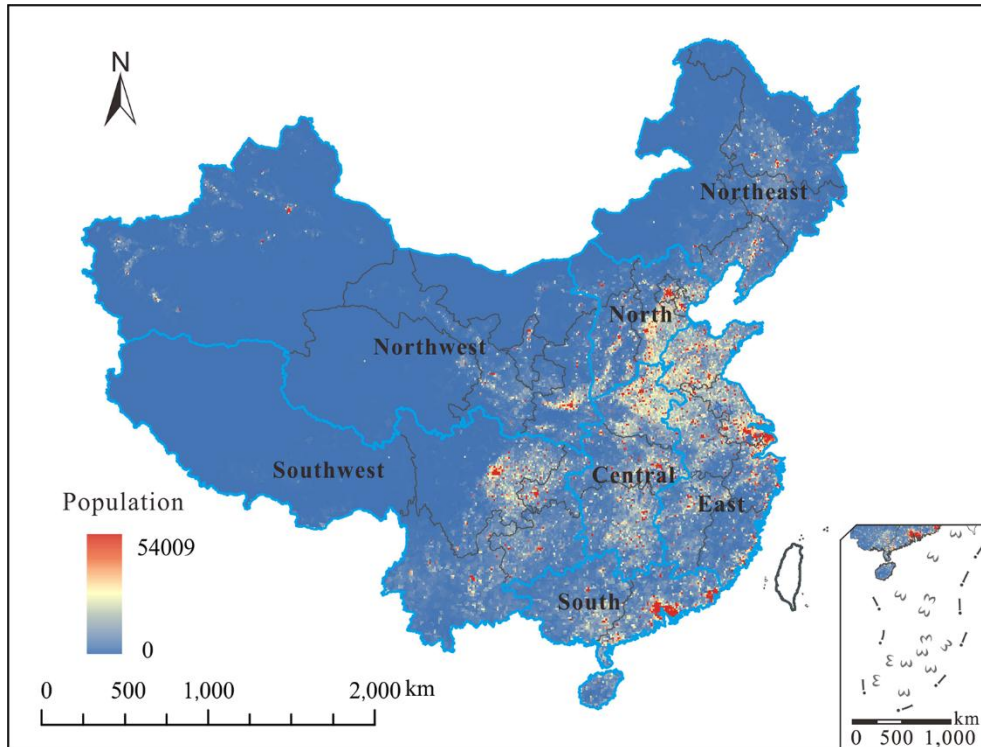 N
Northeast
North
Northwest
Southwest
Central
East
South
Population
54009
0
0 500 1,000 2,000 km
km
0 500 1,000